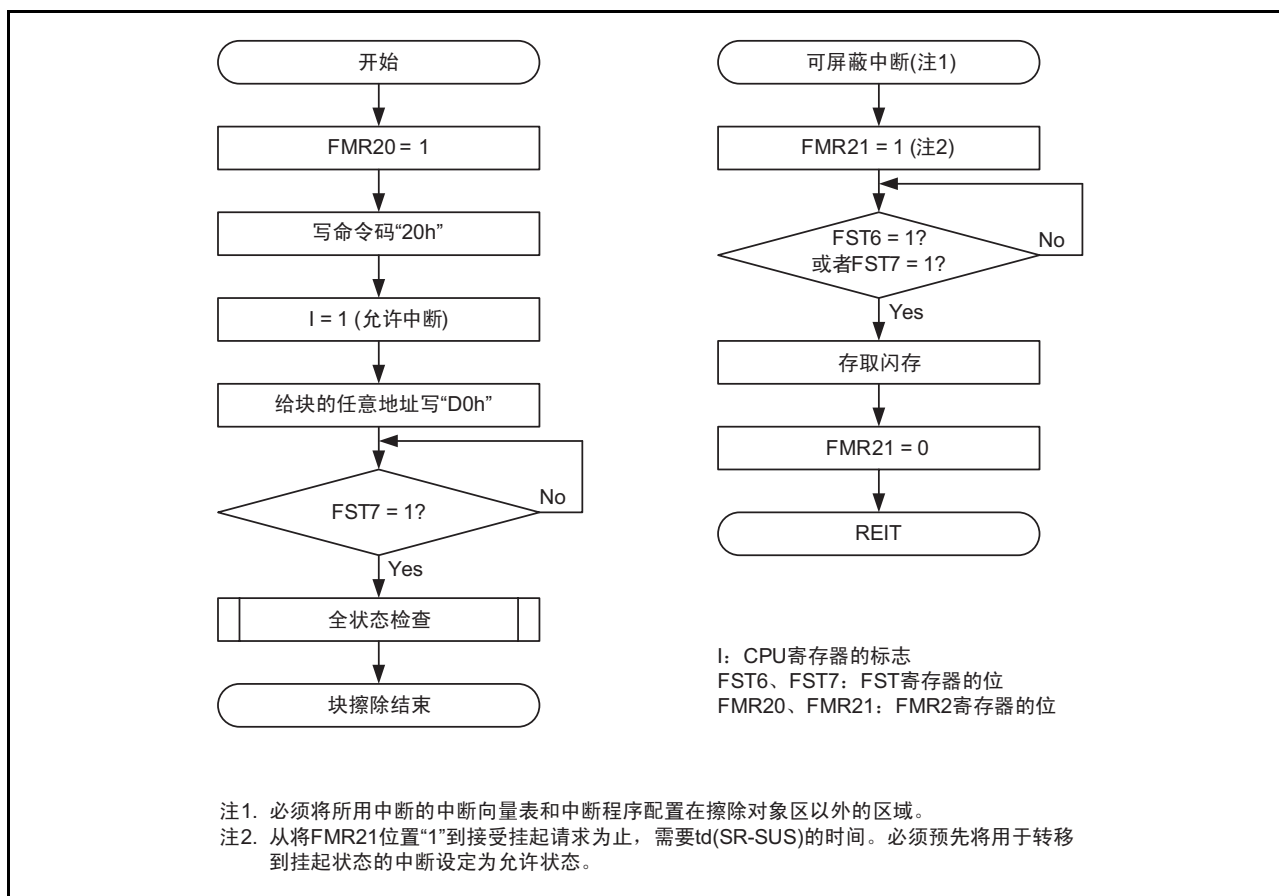 开始
FMR20 = 1
写命令码“20h”
I = 1 (允许中断)
给块的任意地址写“D0h”
FST7 = 1?
No
Yes
全状态检查
块擦除结束
可屏蔽中断(注1)
FMR21 = 1 (注2)
FST6 = 1?
或者FST7 = 1?
No
Yes
存取闪存
FMR21 = 0
REIT
I：CPU寄存器的标志
FST6、FST7：FST寄存器的位
FMR20、FMR21：FMR2寄存器的位
注1. 必须将所用中断的中断向量表和中断程序配置在擦除对象区以外的区域。
注2. 从将FMR21位置“1”到接受挂起请求为止，需要td(SR-SUS)的时间。必须预先将用于转移
到挂起状态的中断设定为允许状态。